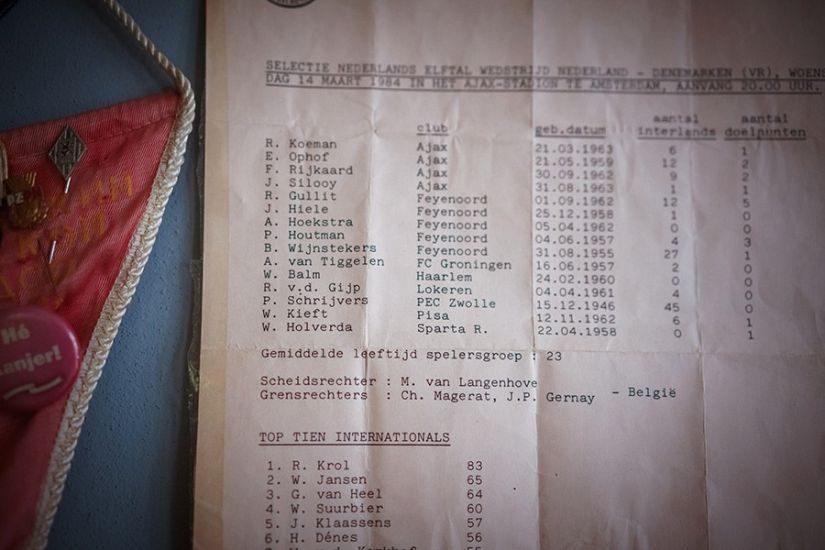 SELECTIE NEDERLANDS ELFTAL WEDSTRIJD NEDERLAND - DENEMARKEN (VR), WOENS
DAG 14 MAART 1984 IN HET AJAX-STADION TE AMSTERDAM, AANVANG 20.00 UUR.
aantal aantal
club geb.datum interlands doelpunten
R. Koeman Ajax 21.03.1963 6 1
E. Ophof Ajax 21.05.1959 12 2
F. Rijkaard Ajax 30.09.1962 9 2
J. Silooy Ajax 31.08.1963 1 1
R. Gullit Feyenoord 01.09.1962 12 5
J. Hiele Feyenoord 25.12.1958 1 0
A. Hoekstra Feyenoord 05.04.1962 0 0
P. Houtman Feyenoord 04.06.1957 4 3
B. Wijnstekers Feyenoord 31.08.1955 27 1
A. van Tiggelen FC Groningen 16.06.1957 2 0
W. Balm Haarlem 24.02.1960 0 0
R. v.d. Gijp Lokeren 04.04.1961 4 0
P. Schrijvers PEC Zwolle 15.12.1946 45 0
W. Kieft Pisa 12.11.1962 6 1
W. Holverda Sparta R. 22.04.1958 0 1
Gemiddelde leeftijd spelersgroep : 23
Scheidsrechter : M. van Langenhove
Grensrechters : Ch. Magerat, J.P. Gernay - België
TOP TIEN INTERNATIONALS
1. R. Krol 83
2. W. Jansen 65
3. G. van Heel 64
4. W. Suurbier 60
5. J. Klaassens 57
6. H. Dénes 56
Hé
anjer!